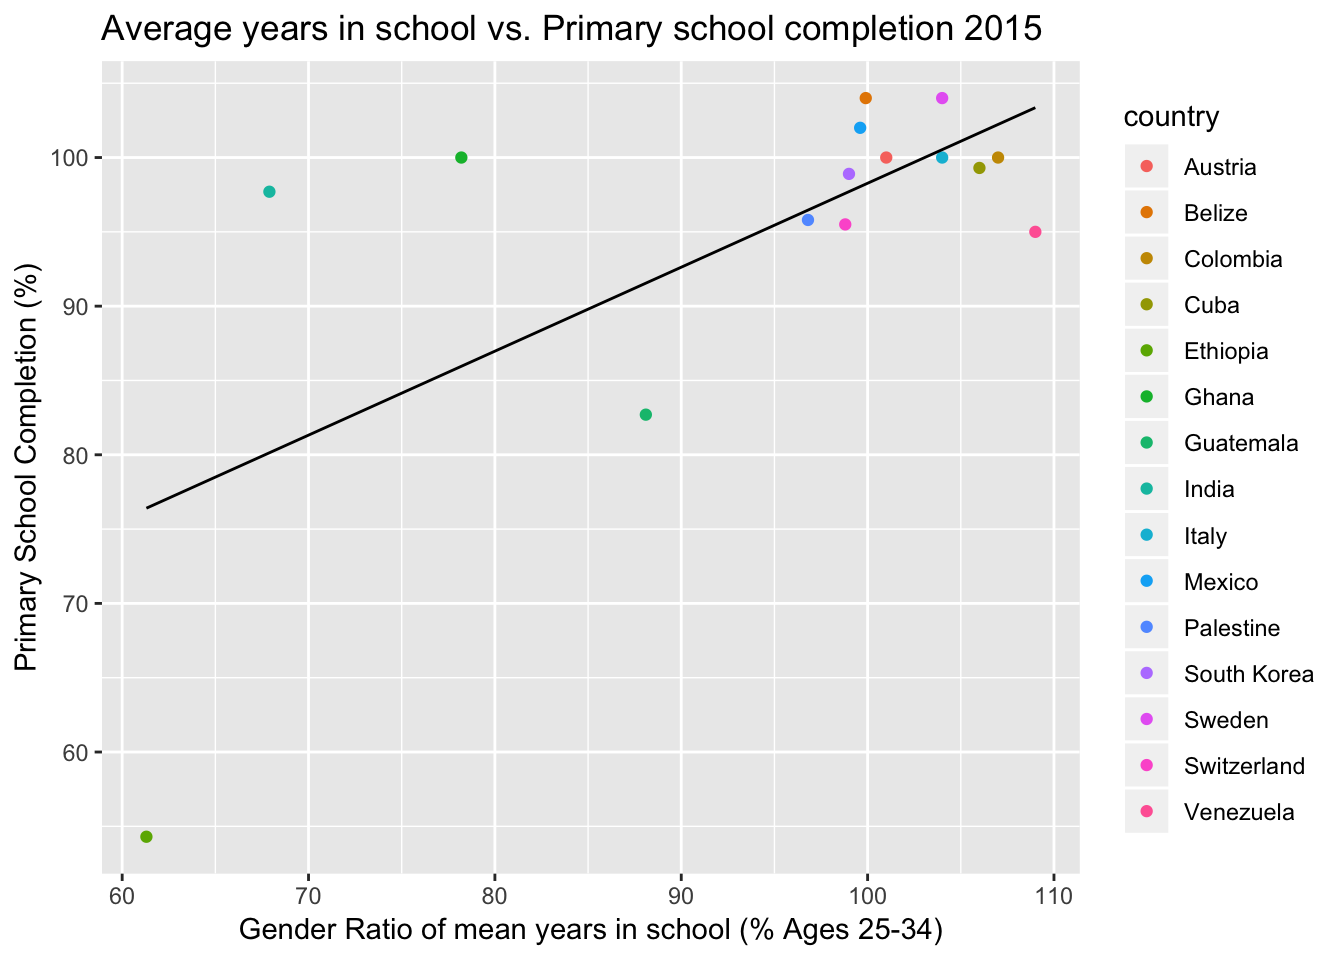 Average years in school vs. Primary school completion 2015
Primary School Completion (%)
100
90
80
70
60
60 70 80 90 100 110
Gender Ratio of mean years in school (% Ages 25-34)
country
Austria
Belize
Colombia
Cuba
Ethiopia
Ghana
Guatemala
India
Italy
Mexico
Palestine
South Korea
Sweden
Switzerland
Venezuela